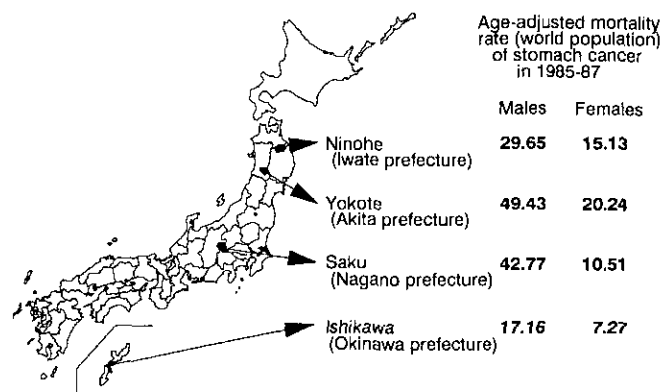 Age-adjusted mortality
rate (world population)
of stomach cancer
in 1985-87
Males Females
Ninohe 29.65 15.13
(Iwate prefecture)
Yokote 49.43 20.24
(Akita prefecture)
Saku 42.77 10.51
(Nagano prefecture)
Ishikawa 17.16 7.27
(Okinawa prefecture)